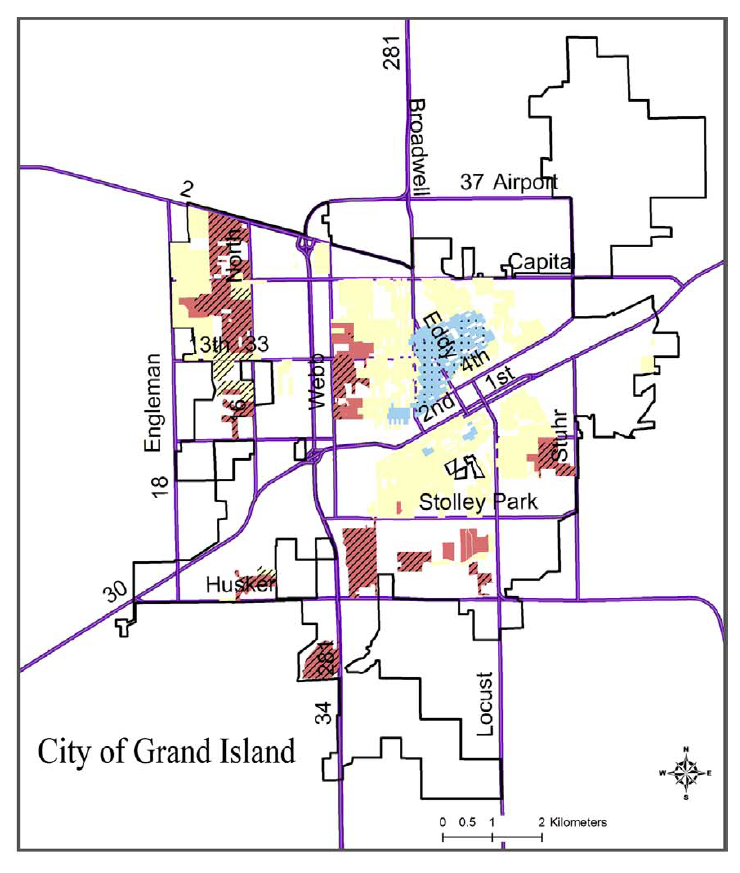 281
Broadwell
2
37 Airport
North
Capital
Eddy
13th 33
4th
Webb
1st
Engleman
16
2nd
Stuhr
18
Stolley Park
30
Husker
281
34
Locust
City of Grand Island
N
W E
S
0 0.5 1 2 Kilometers